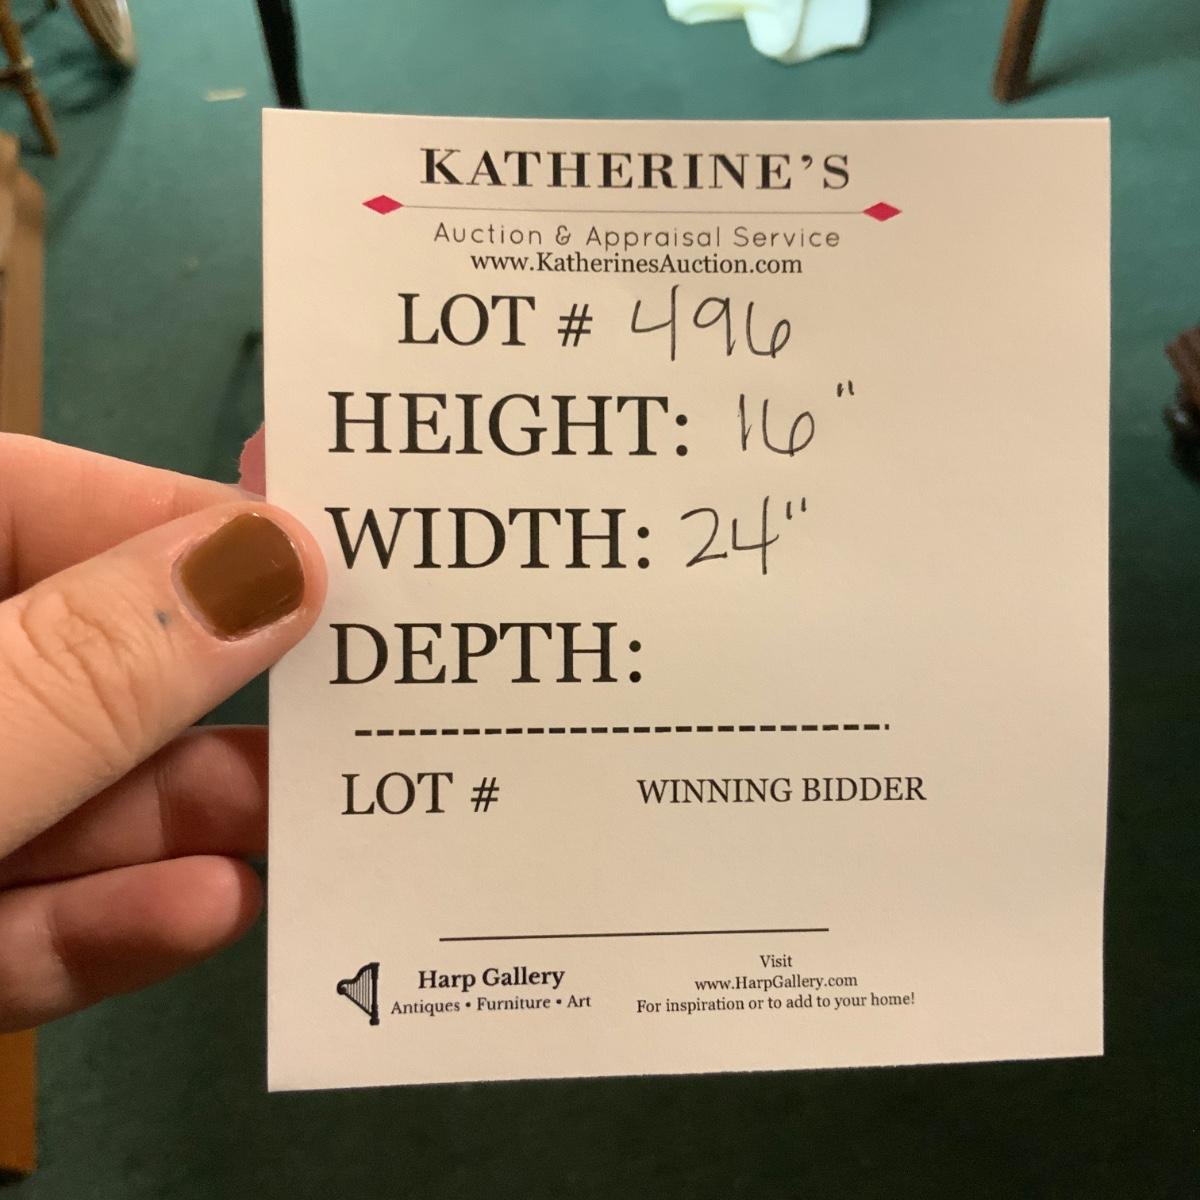 KATHERINE'S
Auction & Appraisal Service
www.KatherinesAuction.com
LOT # 496
HEIGHT: 16"
WIDTH: 24"
DEPTH:
LOT # WINNING BIDDER
Harp Gallery
Antiques • Furniture • Art
Visit
www.HarpGallery.com
For inspiration or to add to your home!